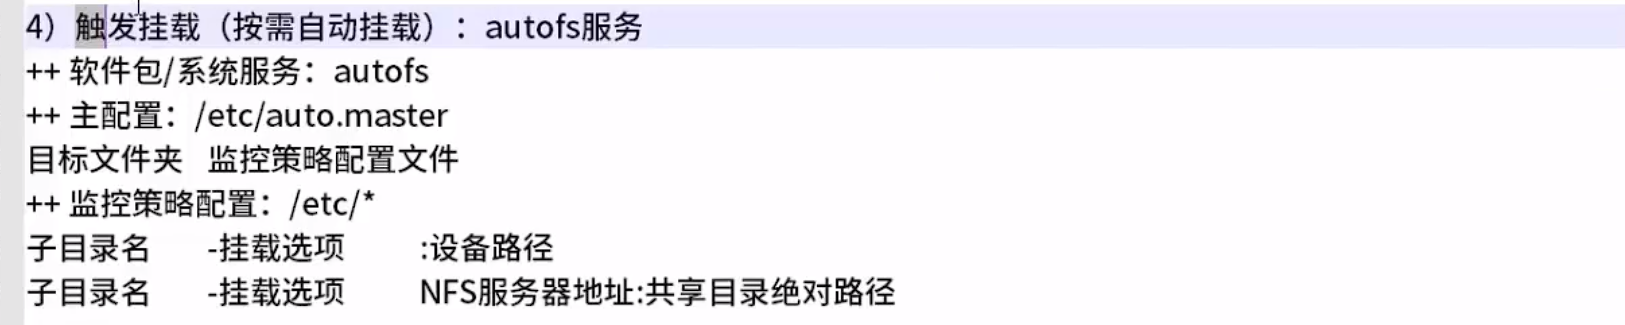 4）触发挂载（按需自动挂载）：autofs服务
++ 软件包/系统服务：autofs
++ 主配置：/etc/auto.master
目标文件夹 监控策略配置文件
++ 监控策略配置：/etc/*
子目录名 -挂载选项 :设备路径
子目录名 -挂载选项 NFS服务器地址:共享目录绝对路径